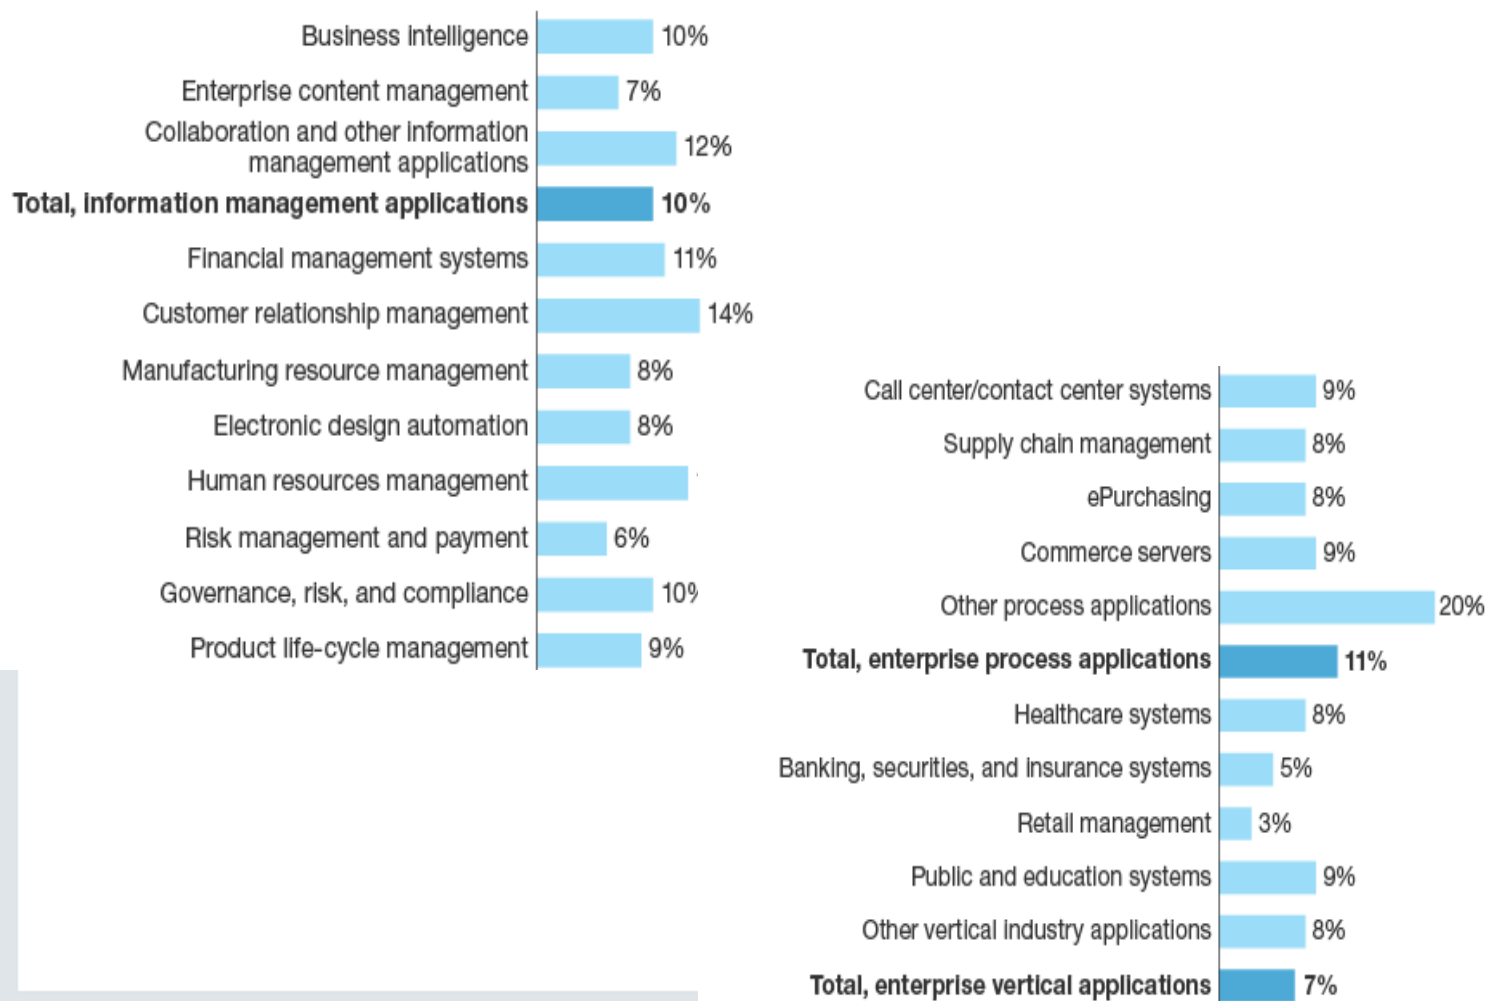 Business intelligence 10%
Enterprise content management 7%
Collaboration and other information
management applications 12%
Total, information management applications 10%
Financial management systems 11%
Customer relationship management 14%
Manufacturing resource management 8%
Electronic design automation 8%
Human resources management
Risk management and payment 6%
Governance, risk, and compliance 10%
Product life-cycle management 9%
Call center/contact center systems 9%
Supply chain management 8%
ePurchasing 8%
Commerce servers 9%
Other process applications 20%
Total, enterprise process applications 11%
Healthcare systems 8%
Banking, securities, and insurance systems 5%
Retail management 3%
Public and education systems 9%
Other vertical industry applications 8%
Total, enterprise vertical applications 7%